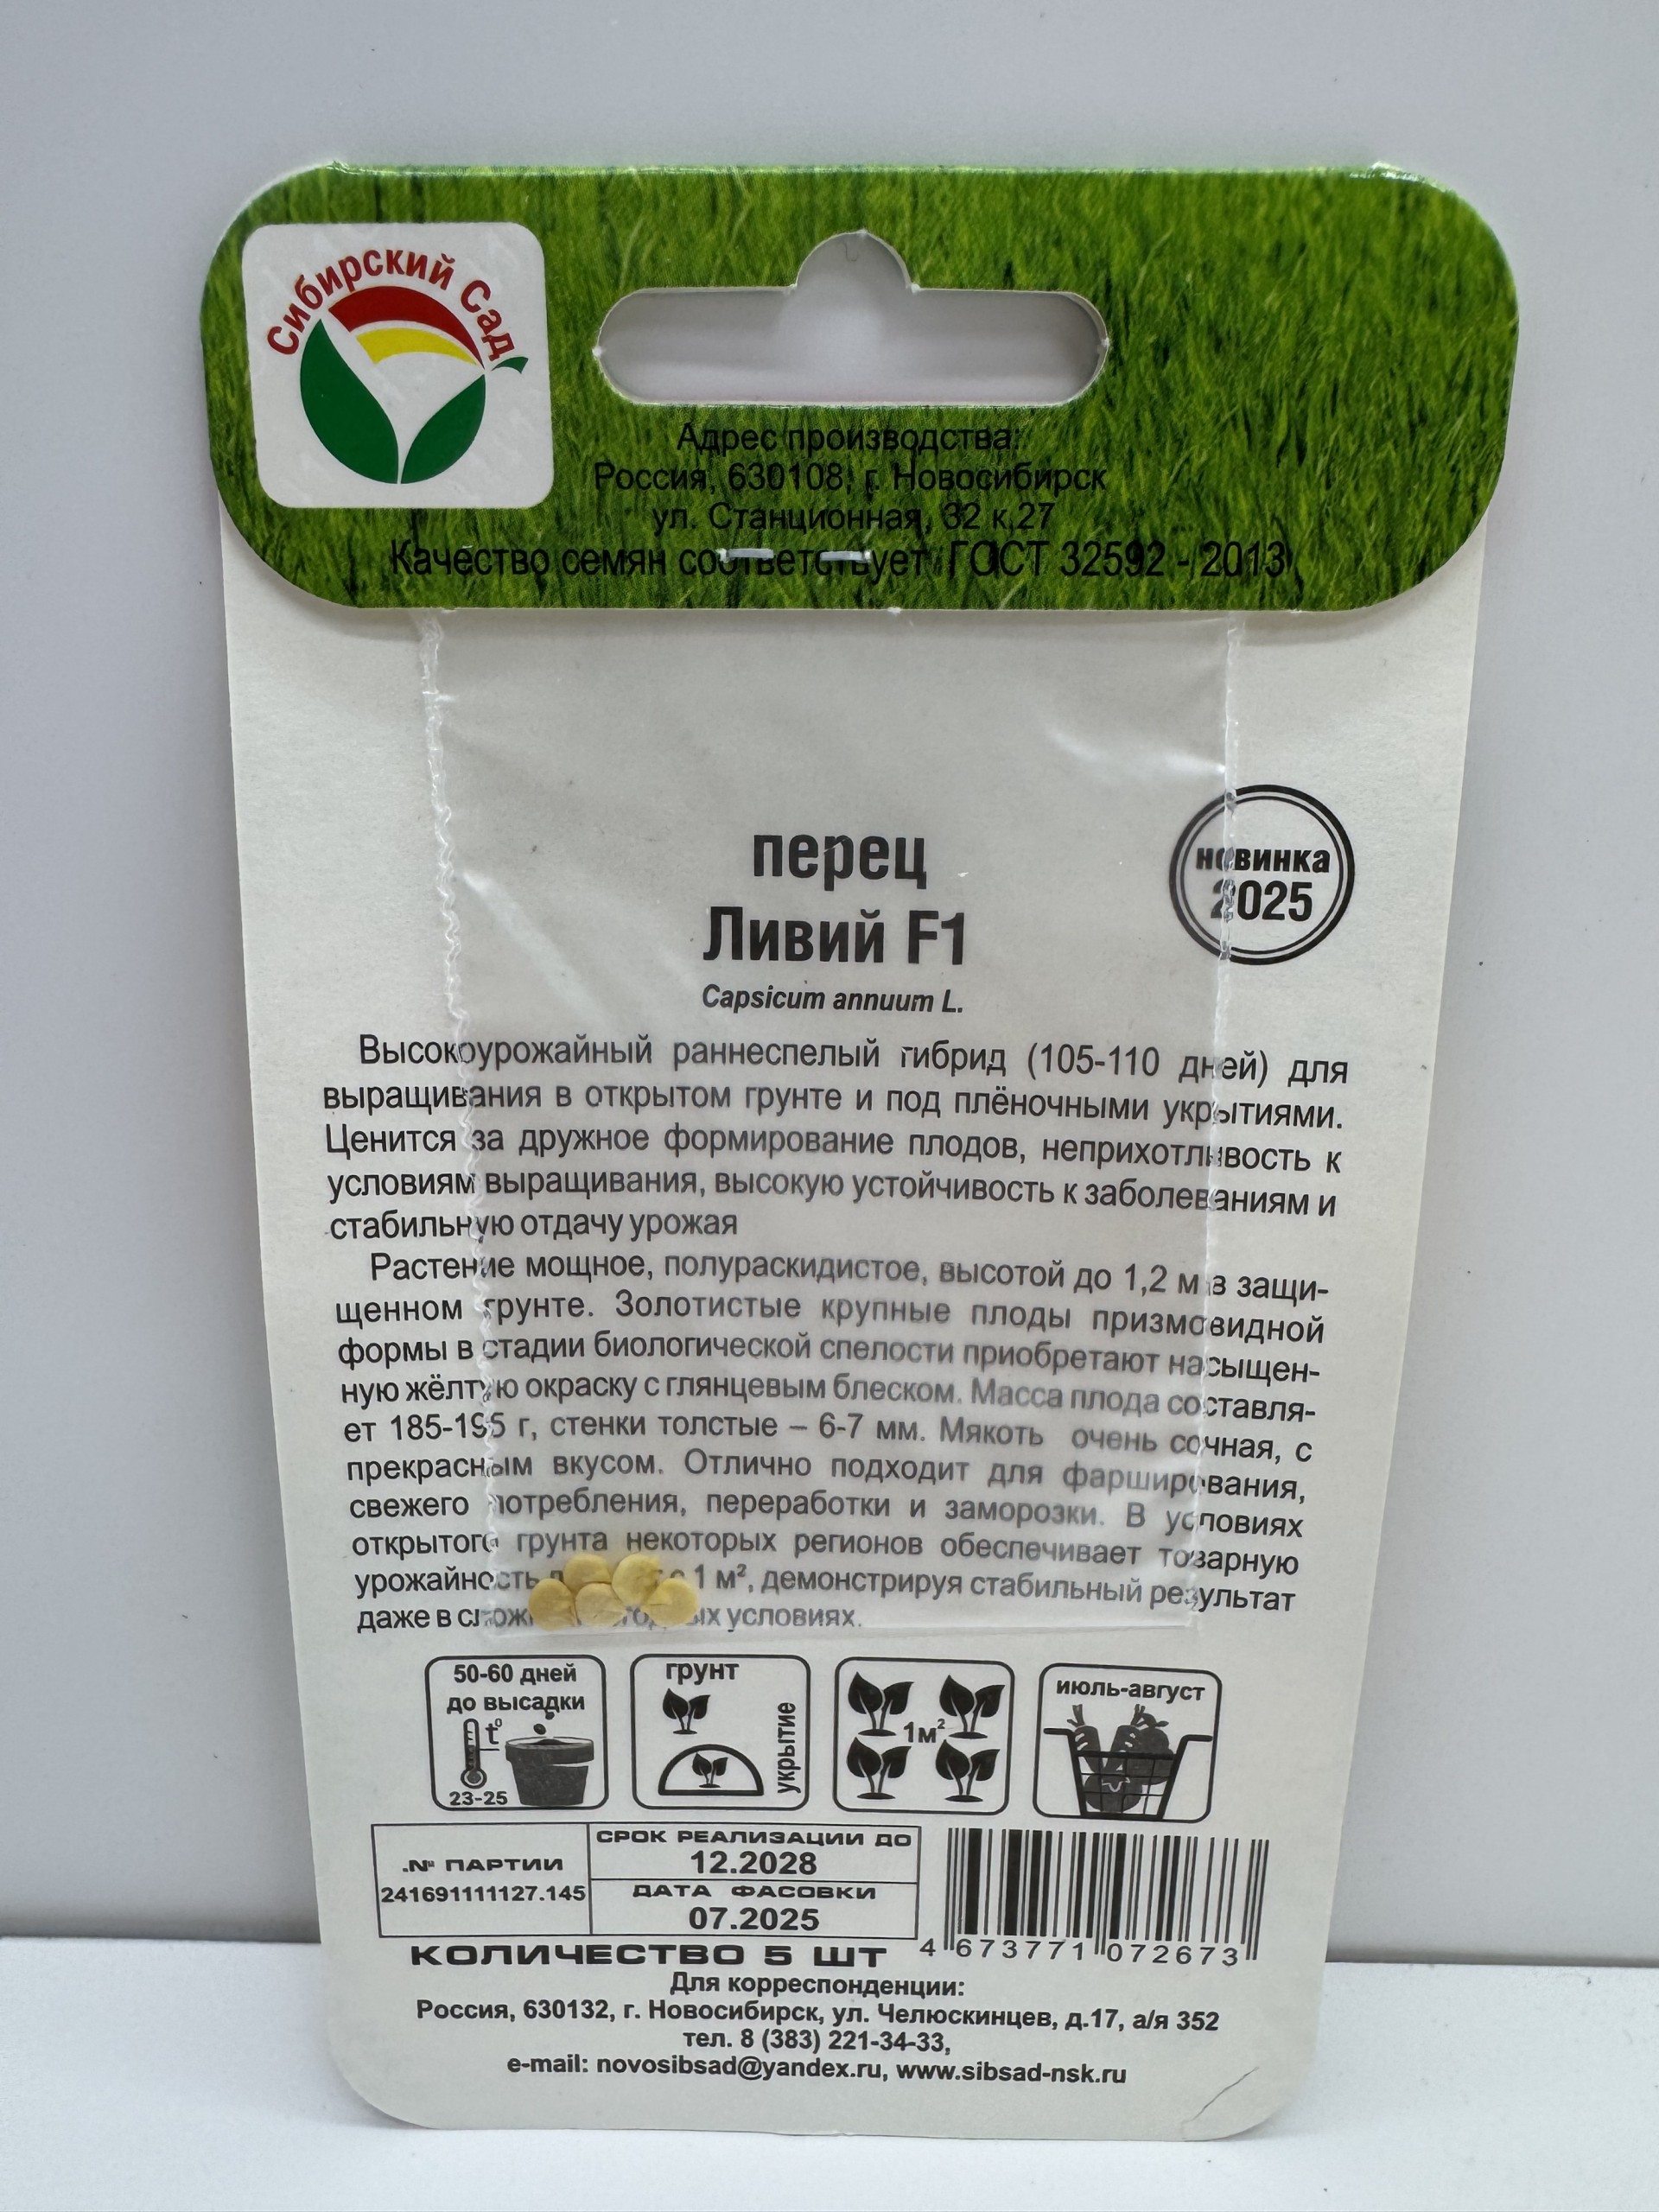 Сибирский Сад
Адрес производства:
Россия, 630108, г. Новосибирск
ул. Станционная, 32 к.27
Качество семян соответствует ГОСТ 32592 - 2013
перец
Ливий F1
новинка
2025
Capsicum annuum L.
Высокоурожайный раннеспелый гибрид (105-110 дней) для
выращивания в открытом грунте и под плёночными укрытиями.
Ценится за дружное формирование плодов, неприхотливость к
условиям выращивания, высокую устойчивость к заболеваниям и
стабильную отдачу урожая
Растение мощное, полураскидистое, высотой до 1,2 м в защи-
щенном грунте. Золотистые крупные плоды призмовидной
формы в стадии биологической спелости приобретают насыщен-
ную жёлтую окраску с глянцевым блеском. Масса плода составля-
ет 185-195 г, стенки толстые – 6-7 мм. Мякоть очень сочная, с
прекрасным вкусом. Отлично подходит для фарширования,
свежего потребления, переработки и заморозки. В условиях
открытого грунта некоторых регионов обеспечивает товарную
урожайность с 1 м², демонстрируя стабильный результат
даже в условиях.
50-60 дней
до высадки
t°
23-25
грунт
укрытие
1м²
июль-август
№ ПАРТИИ
241691111127.145
СРОК РЕАЛИЗАЦИИ ДО
12.2028
ДАТА ФАСОВКИ
07.2025
КОЛИЧЕСТВО 5 ШТ
4 673771 072673
Для корреспонденции:
Россия, 630132, г. Новосибирск, ул. Челюскинцев, д.17, а/я 352
тел. 8 (383) 221-34-33,
e-mail: novosibsad@yandex.ru, www.sibsad-nsk.ru